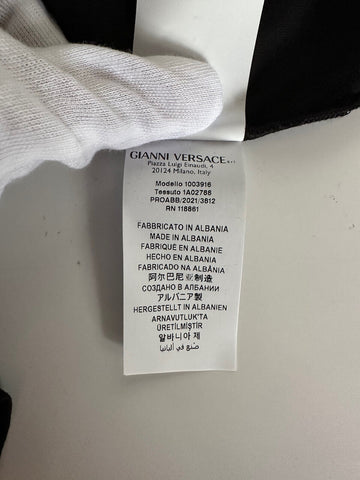 GIANNI VERSACE s.r.l.
Piazza Luigi Einaudi, 4
20124 Milano, Italy
Modello 1003916
Tessuto 1A02786
PROABB/2021/3812
RN 118861
FABBRICATO IN ALBANIA
MADE IN ALBANIA
FABRIQUÉ EN ALBANIE
HECHO EN ALBANIA
FABRICADO NA ALBÂNIA
阿尔巴尼亚制造
СОЗДАНО В АЛБАНИИ
アルバニア製
HERGESTELLT IN ALBANIEN
ARNAVUTLUK'TA
ÜRETİLMİŞTİR
알바니아 제
صنع في ألبانيا